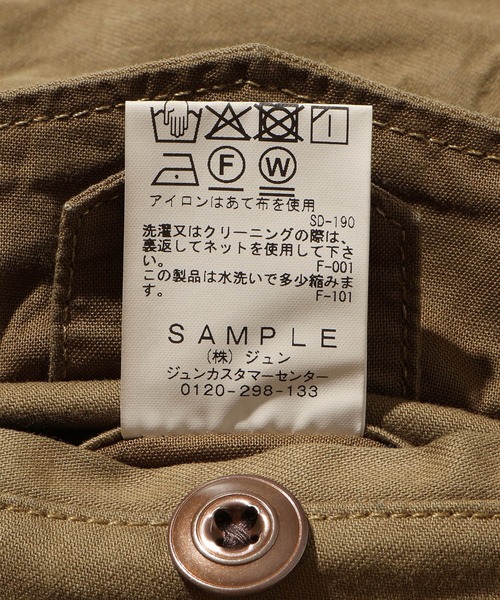 F W
アイロンはあて布を使用
SD-190
洗濯又はクリーニングの際は、
裏返してネットを使用して下さ
い。 F-001
この製品は水洗いで多少縮みま
す。 F-101
SAMPLE
(株)ジュン
ジュンカスタマーセンター
0120-298-133